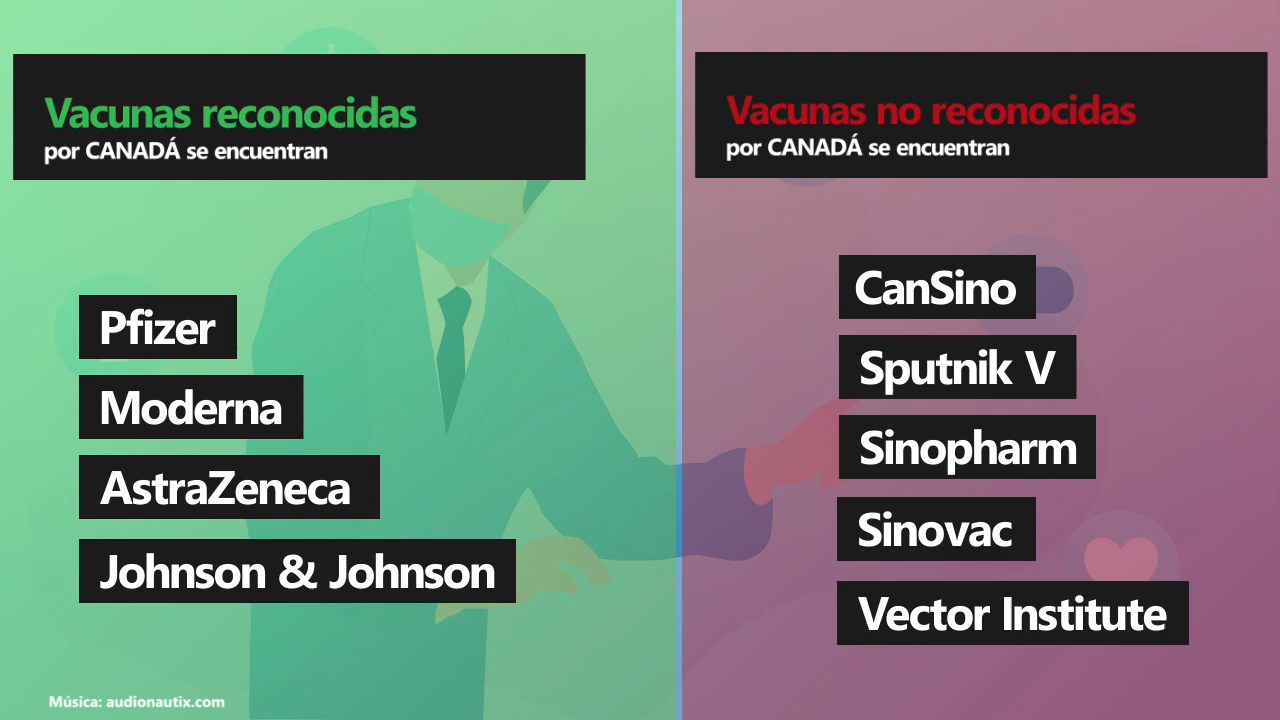 Vacunas reconocidas
por CANADÁ se encuentran
Pfizer
Moderna
AstraZeneca
Johnson & Johnson
Música: audionautix.com
Vacunas no reconocidas
por CANADÁ se encuentran
CanSino
Sputnik V
Sinopharm
Sinovac
Vector Institute